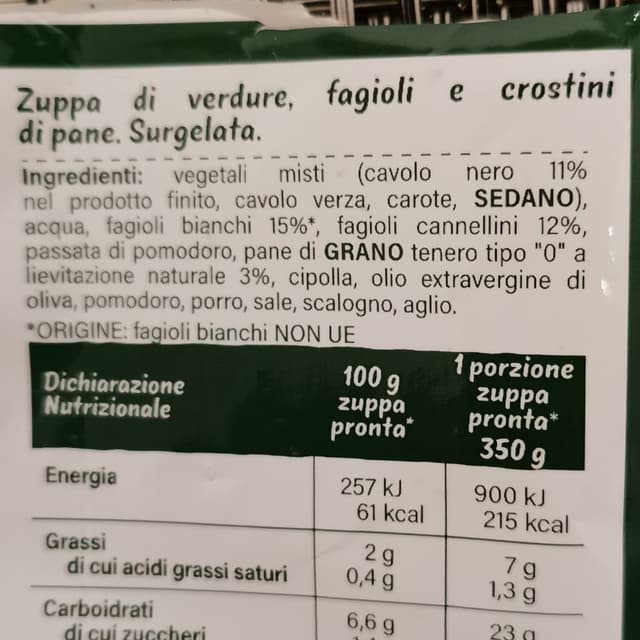 Zuppa di verdure, fagioli e crostini
di pane. Surgelata.
Ingredienti: vegetali misti (cavolo nero 11%
nel prodotto finito, cavolo verza, carote, SEDANO),
acqua, fagioli bianchi 15%*, fagioli cannellini 12%,
passata di pomodoro, pane di GRANO tenero tipo "0" a
lievitazione naturale 3%, cipolla, olio extravergine di
oliva, pomodoro, porro, sale, scalogno, aglio.
*ORIGINE: fagioli bianchi NON UE
Dichiarazione
Nutrizionale
100 g
zuppa
pronta*
1 porzione
zuppa
pronta*
350 g
Energia
257 kJ 900 kJ
61 kcal 215 kcal
Grassi 2 g 7 g
di cui acidi grassi saturi 0,4 g 1,3 g
Carboidrati 6,6 g 23 g
di cui zuccheri